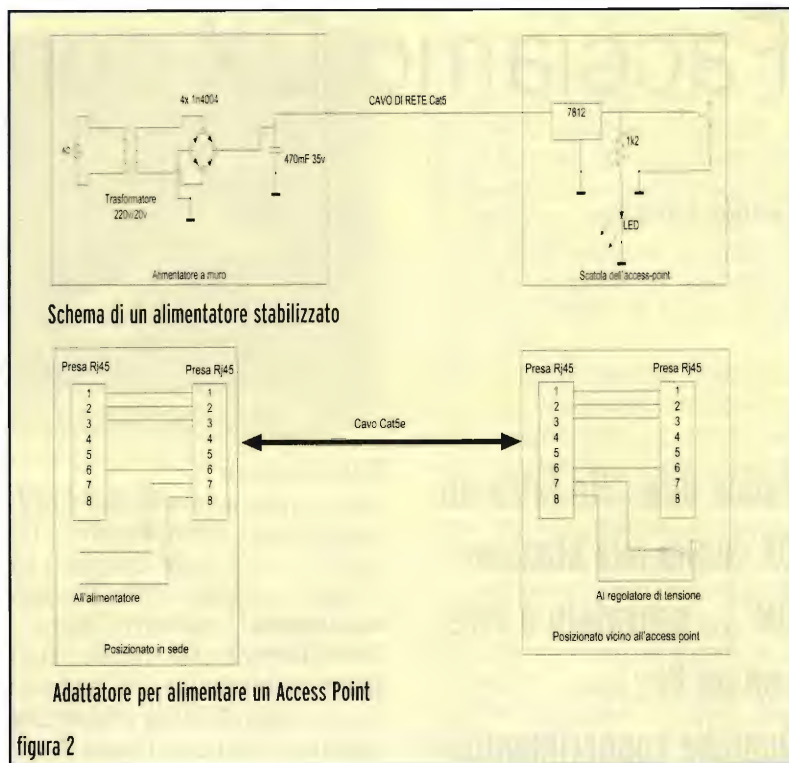 4x 1n4004
CAVO DI RETE Cat5
7812
1k2
470mF 35v
Trasformatore
220v/20v
LED
Alimentatore a muro
Scatola dell'access-point
Schema di un alimentatore stabilizzato
Presa Rj45
Presa Rj45
1 1
2 2
3 3
4 4
5 5
6 6
7 7
8 8
All'alimentatore
Posizionato in sede
Cavo Cat5e
Presa Rj45
Presa Rj45
1 1
2 2
3 3
4 4
5 5
6 6
7 7
8 8
Al regolatore di tensione
Posizionato vicino all'access point
Adattatore per alimentare un Access Point
figura 2